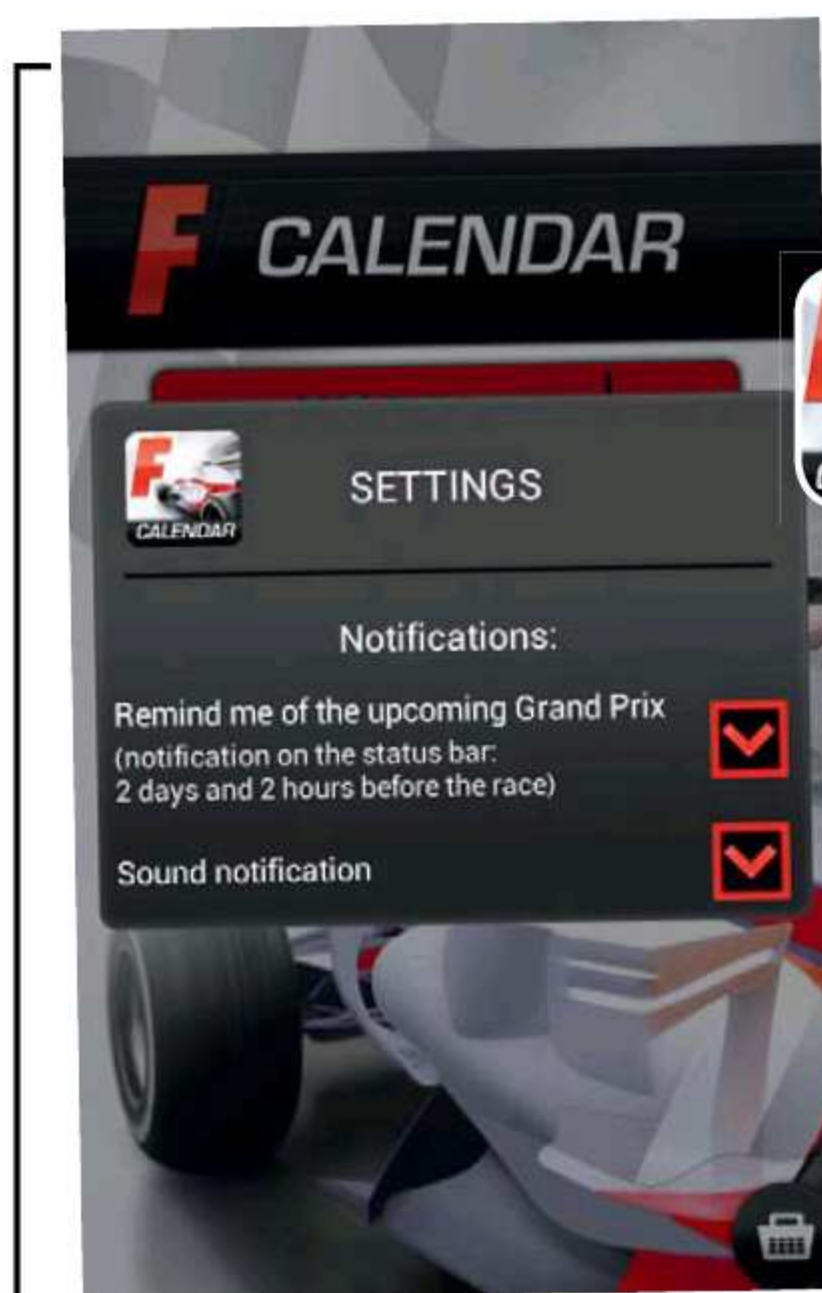 F CALENDAR
F
CALENDAR
SETTINGS
Notifications:
Remind me of the upcoming Grand Prix
(notification on the status bar:
2 days and 2 hours before the race)
Sound notification